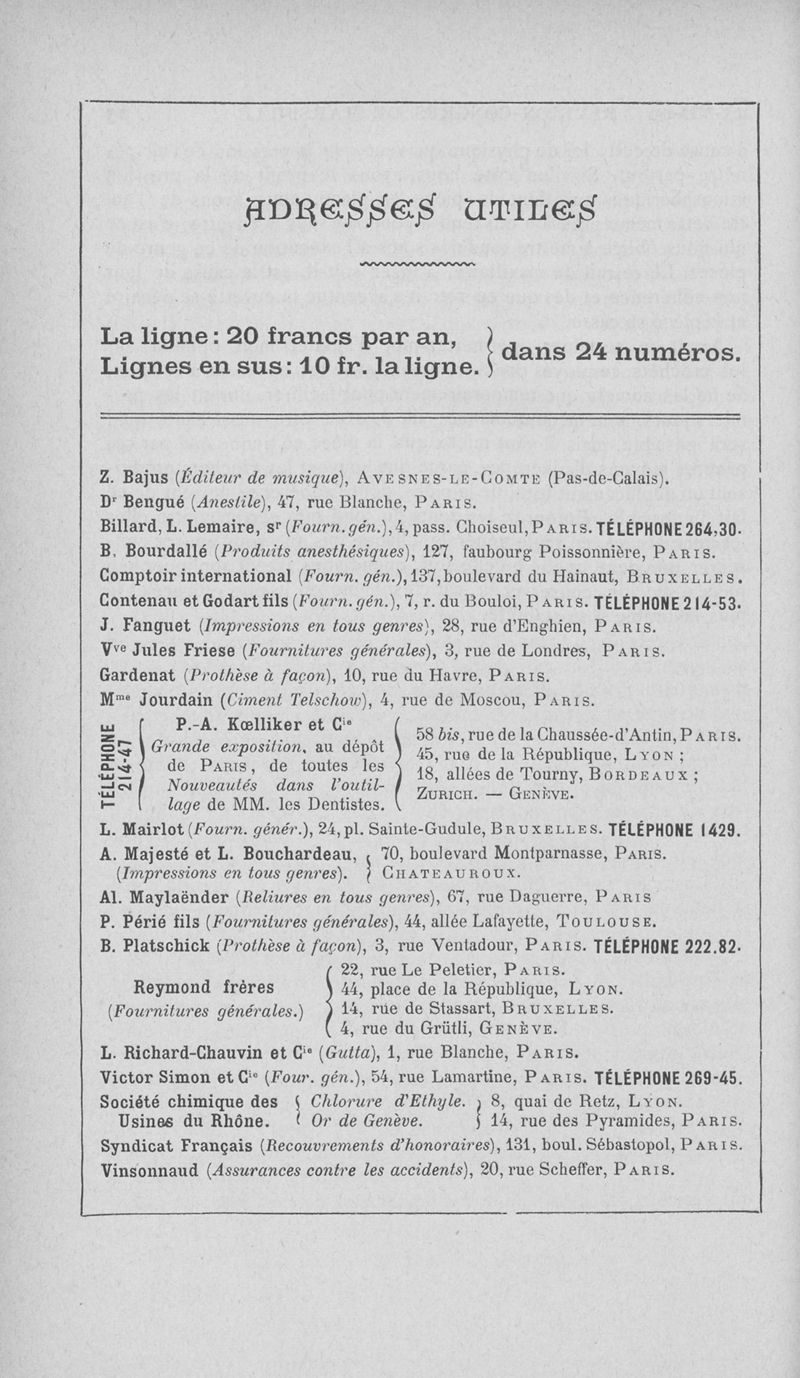 ADRESSES UTILES
La ligne : 20 francs par an, } dans 24 numéros.
Lignes en sus : 10 fr. la ligne.
Z. Bajus (Éditeur de musique), AVESNES-LE-COMTE (Pas-de-Calais).
Dr Bengué (Anestile), 47, rue Blanche, PARIS.
Billard, L. Lemaire, sr (Fourn. gén.), 4, pass. Choiseul, PARIS. TÉLÉPHONE 264,30.
B. Bourdallé (Produits anesthésiques), 127, faubourg Poissonnière, PARIS.
Comptoir international (Fourn. gén.), 137, boulevard du Hainaut, BRUXELLES.
Contenau et Godart fils (Fourn. gén.), 7, r. du Bouloi, PARIS. TÉLÉPHONE 214-53.
J. Fanguet (Impressions en tous genres), 28, rue d'Enghien, PARIS.
Vve Jules Friese (Fournitures générales), 3, rue de Londres, PARIS.
Gardenat (Prothèse à façon), 10, rue du Havre, PARIS.
Mme Jourdain (Ciment Telschow), 4, rue de Moscou, PARIS.
TÉLÉPHONE
214-47
P.-A. Kœlliker et Cie
Grande exposition, au dépôt
de PARIS, de toutes les
Nouveautés dans l'outil-
lage de MM. les Dentistes.
58 bis, rue de la Chaussée-d'Antin, PARIS.
45, rue de la République, LYON ;
18, allées de Tourny, BORDEAUX ;
ZURICH. — GENÈVE.
L. Mairlot (Fourn. génér.), 24, pl. Sainte-Gudule, BRUXELLES. TÉLÉPHONE 1429.
A. Majesté et L. Bouchardeau, { 70, boulevard Montparnasse, PARIS.
(Impressions en tous genres). } CHATEAUROUX.
Al. Maylaënder (Reliures en tous genres), 67, rue Daguerre, PARIS
P. Périé fils (Fournitures générales), 44, allée Lafayette, TOULOUSE.
B. Platschick (Prothèse à façon), 3, rue Ventadour, PARIS. TÉLÉPHONE 222.82.
Reymond frères
(Fournitures générales.)
22, rue Le Peletier, PARIS.
44, place de la République, LYON.
14, rue de Stassart, BRUXELLES.
4, rue du Grütli, GENÈVE.
L. Richard-Chauvin et Cie (Gutta), 1, rue Blanche, PARIS.
Victor Simon et Cie (Four. gén.), 54, rue Lamartine, PARIS. TÉLÉPHONE 269-45.
Société chimique des { Chlorure d'Ethyle. } 8, quai de Retz, LYON.
Usines du Rhône. { Or de Genève. } 14, rue des Pyramides, PARIS.
Syndicat Français (Recouvrements d'honoraires), 131, boul. Sébastopol, PARIS.
Vinsonnaud (Assurances contre les accidents), 20, rue Scheffer, PARIS.